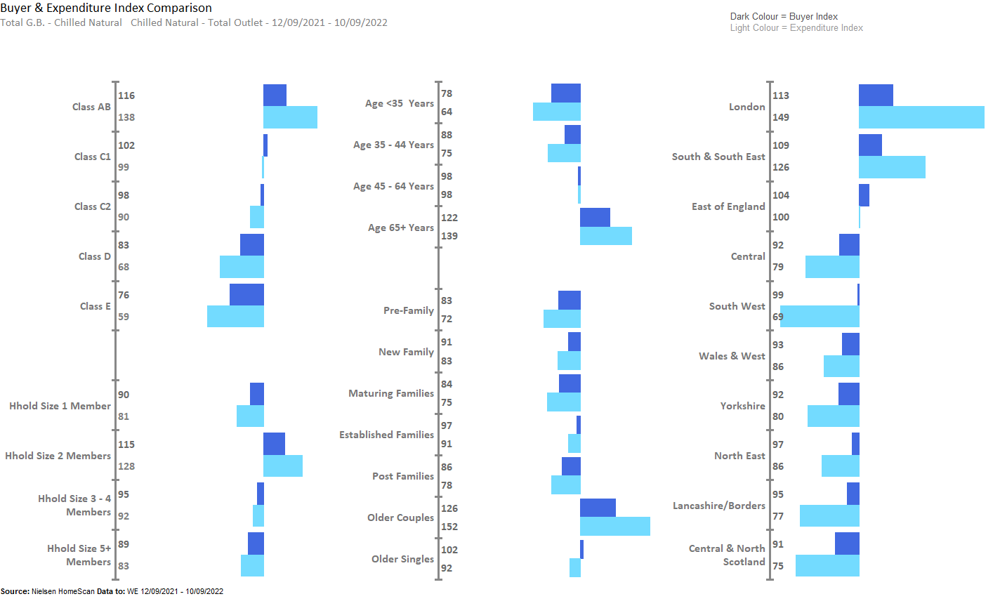 Buyer & Expenditure Index Comparison
Total G.B. - Chilled Natural   Chilled Natural - Total Outlet - 12/09/2021 - 10/09/2022
Dark Colour = Buyer Index
Light Colour = Expenditure Index
Class AB
116
138
Class C1
102
99
Class C2
98
90
Class D
83
68
Class E
76
59
Hhold Size 1 Member
90
81
Hhold Size 2 Members
115
128
Hhold Size 3 - 4
Members
95
92
Hhold Size 5+
Members
89
83
Age <35  Years
78
64
Age 35 - 44 Years
88
75
Age 45 - 64 Years
98
98
Age 65+ Years
122
139
Pre-Family
83
72
New Family
91
83
Maturing Families
84
75
Established Families
97
91
Post Families
86
78
Older Couples
126
152
Older Singles
102
92
London
113
149
South & South East
109
126
East of England
104
100
Central
92
79
South West
99
69
Wales & West
93
86
Yorkshire
92
80
North East
97
86
Lancashire/Borders
95
77
Central & North
Scotland
91
75
Source: Nielsen HomeScan Data to: WE 12/09/2021 - 10/09/2022